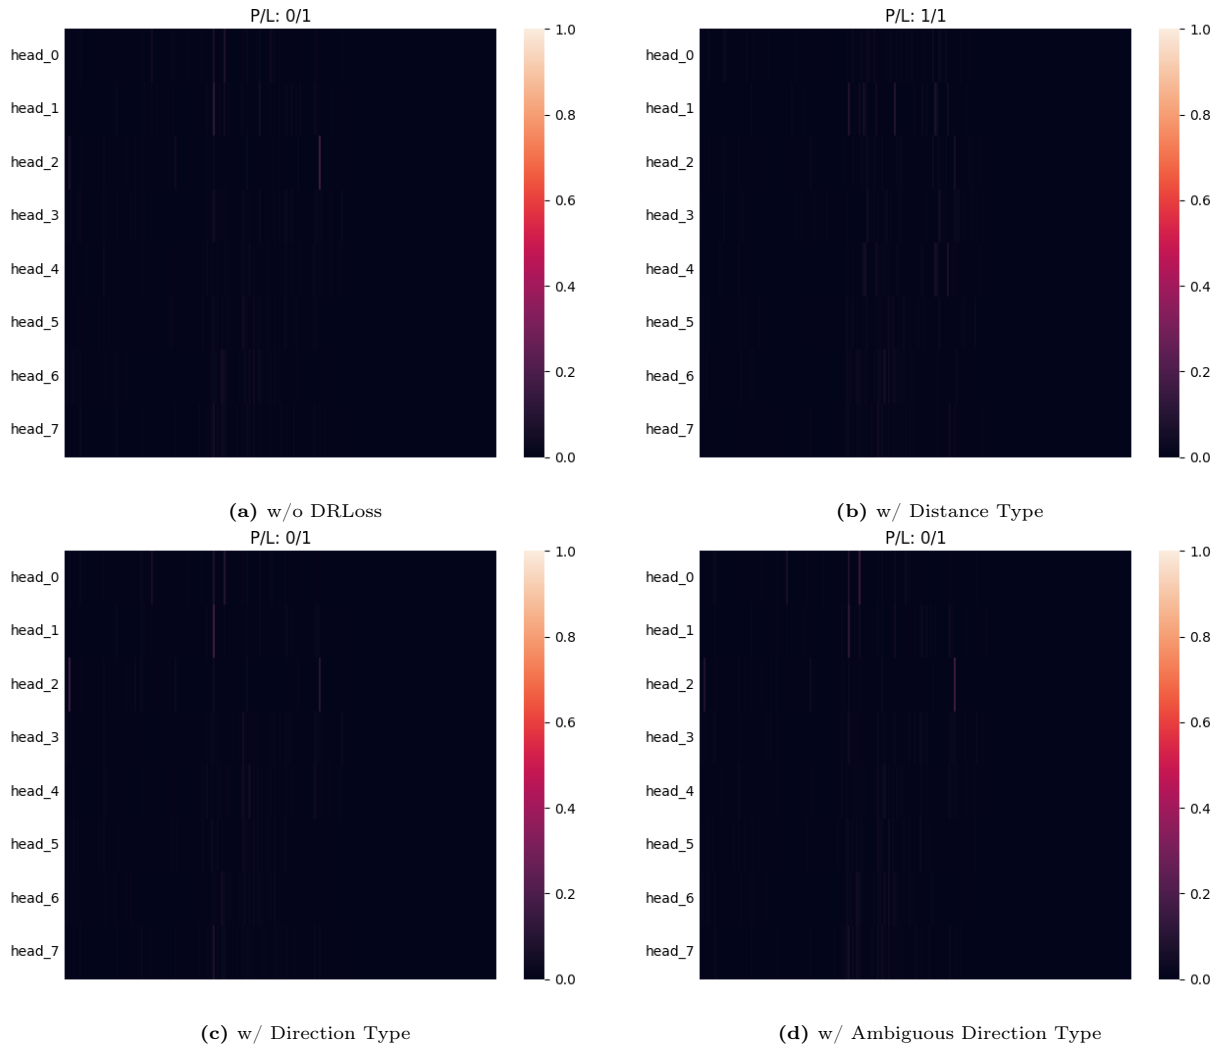 P/L: 0/1
head_0
head_1
head_2
head_3
head_4
head_5
head_6
head_7
1.0
0.8
0.6
0.4
0.2
0.0
(a) w/o DRLoss
P/L: 1/1
head_0
head_1
head_2
head_3
head_4
head_5
head_6
head_7
1.0
0.8
0.6
0.4
0.2
0.0
(b) w/ Distance Type
P/L: 0/1
head_0
head_1
head_2
head_3
head_4
head_5
head_6
head_7
1.0
0.8
0.6
0.4
0.2
0.0
(c) w/ Direction Type
P/L: 0/1
head_0
head_1
head_2
head_3
head_4
head_5
head_6
head_7
1.0
0.8
0.6
0.4
0.2
0.0
(d) w/ Ambiguous Direction Type